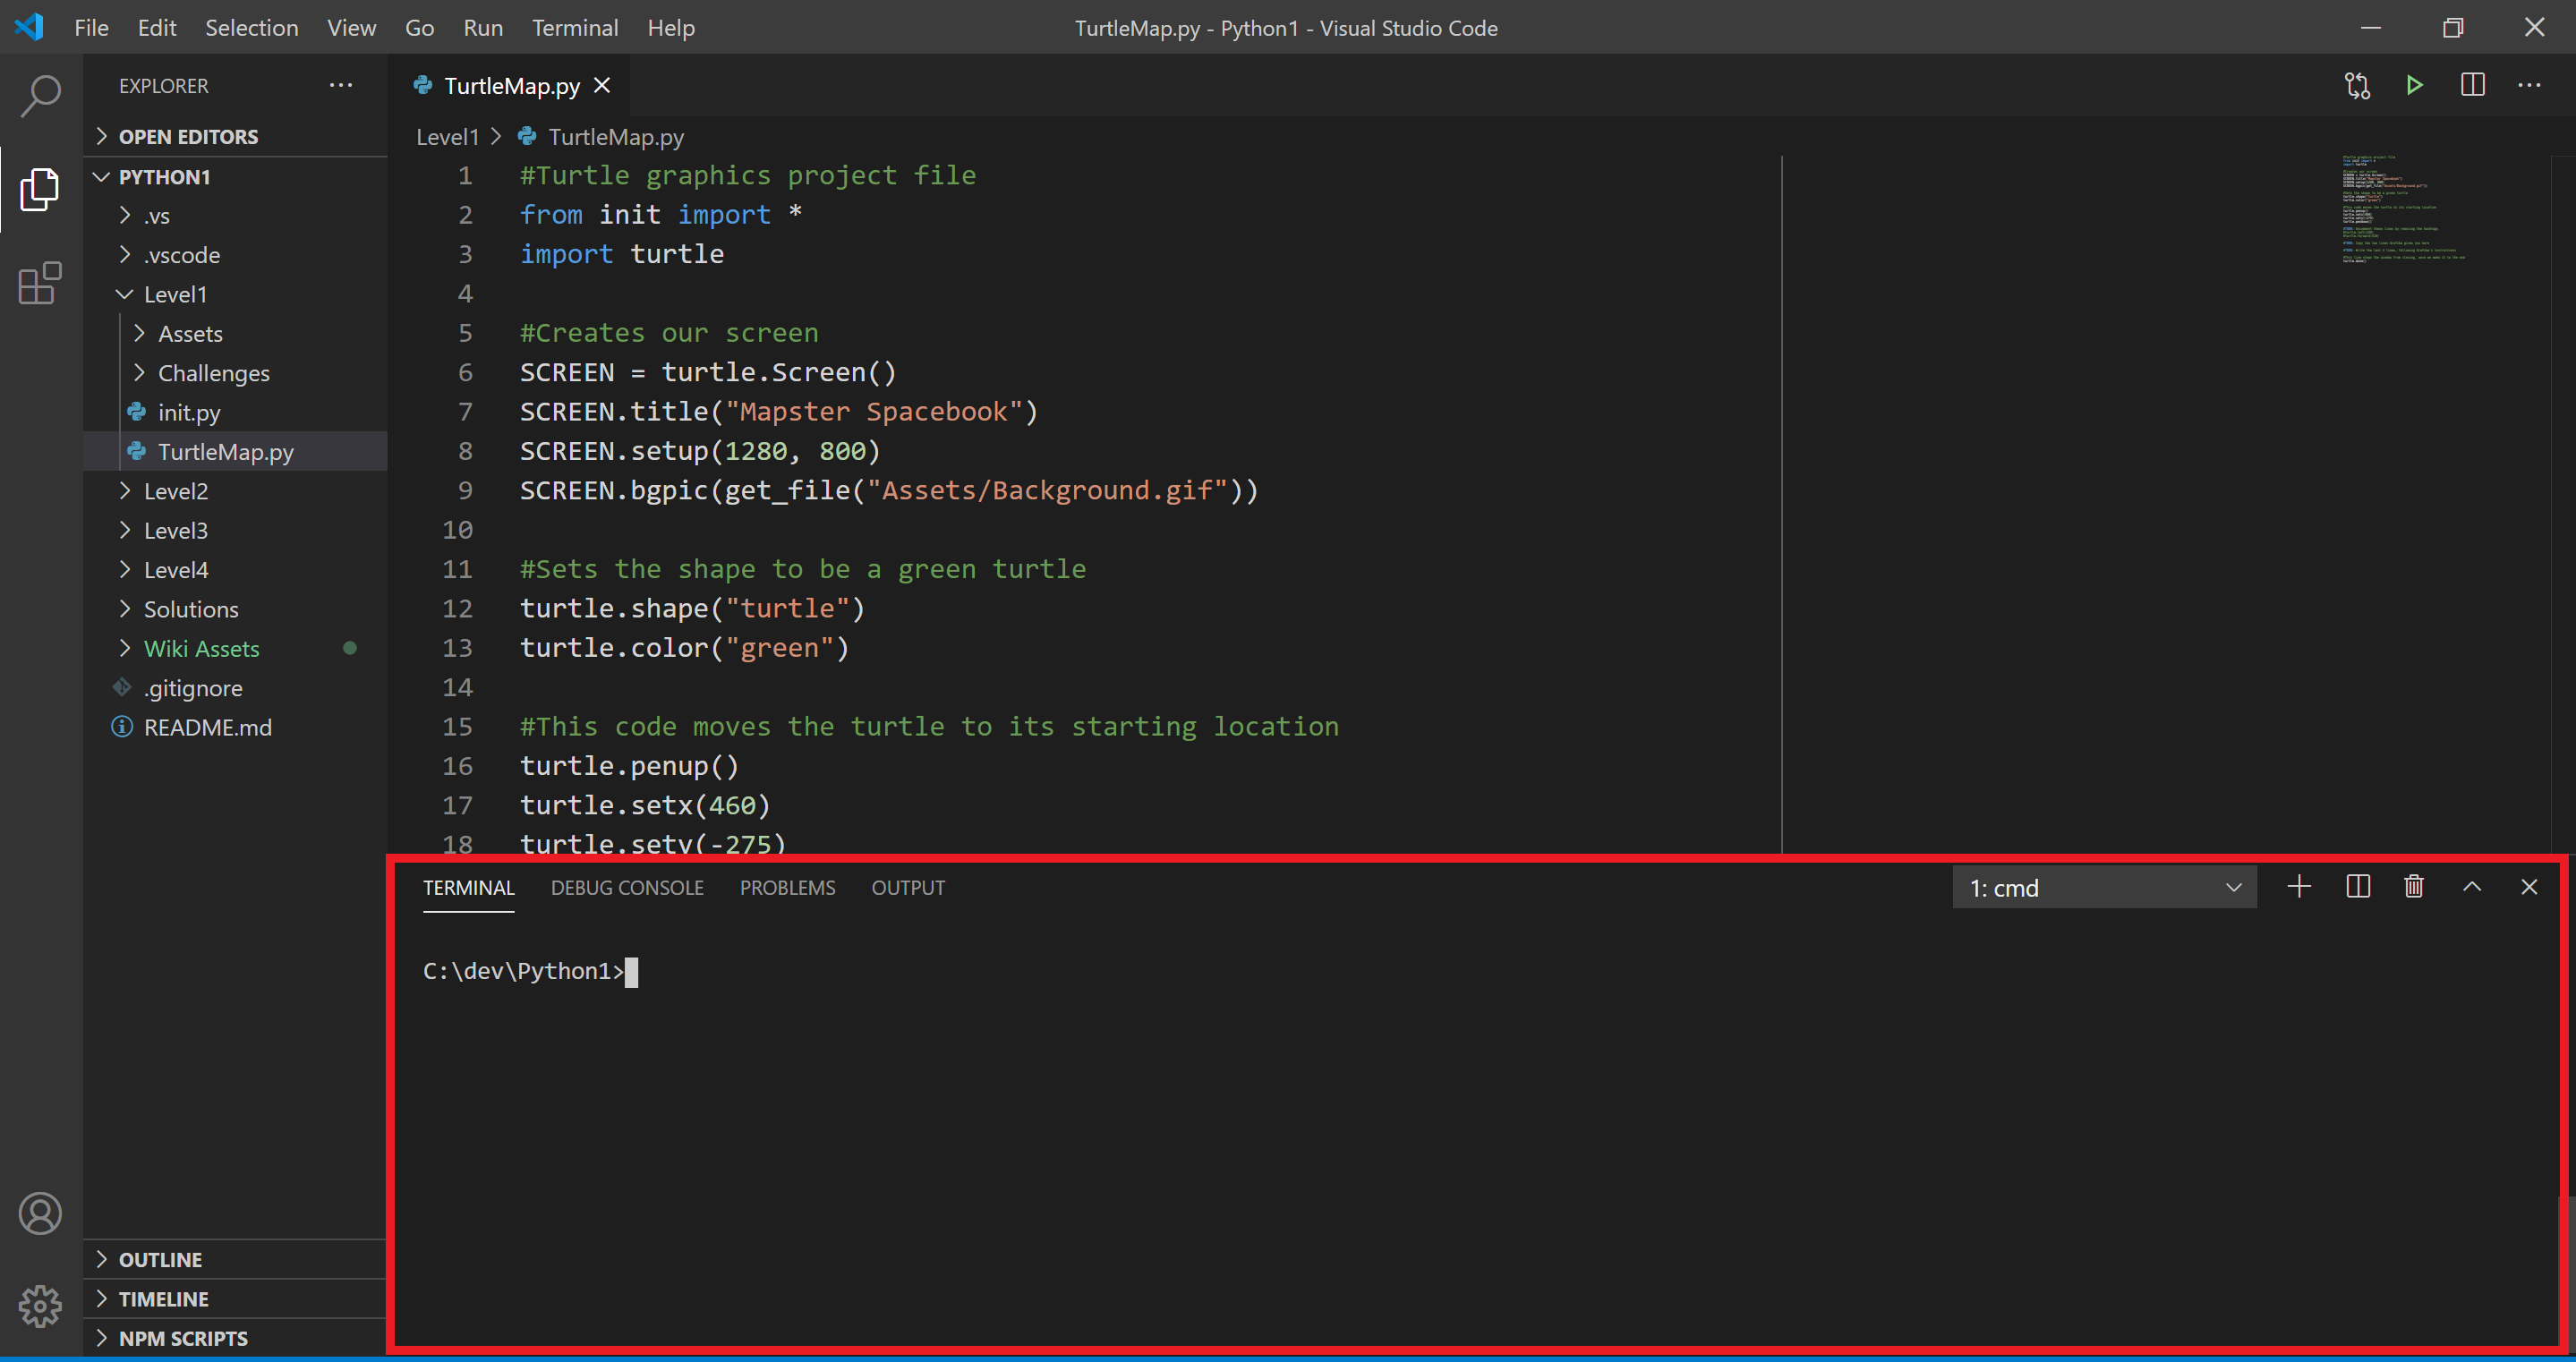 File Edit Selection View Go Run Terminal Help
TurtleMap.py - Python1 - Visual Studio Code
EXPLORER
OPEN EDITORS
PYTHON1
.vs
.vscode
Level1
Assets
Challenges
init.py
TurtleMap.py
Level2
Level3
Level4
Solutions
Wiki Assets
.gitignore
README.md
OUTLINE
TIMELINE
NPM SCRIPTS
TurtleMap.py
Level1 > TurtleMap.py
1 #Turtle graphics project file
2 from init import *
3 import turtle
4
5 #Creates our screen
6 SCREEN = turtle.Screen()
7 SCREEN.title("Mapster Spacebook")
8 SCREEN.setup(1280, 800)
9 SCREEN.bgpic(get_file("Assets/Background.gif"))
10
11 #Sets the shape to be a green turtle
12 turtle.shape("turtle")
13 turtle.color("green")
14
15 #This code moves the turtle to its starting location
16 turtle.penup()
17 turtle.setx(460)
18 turtle.sety(-275)
TERMINAL DEBUG CONSOLE PROBLEMS OUTPUT
1: cmd
C:\dev\Python1>